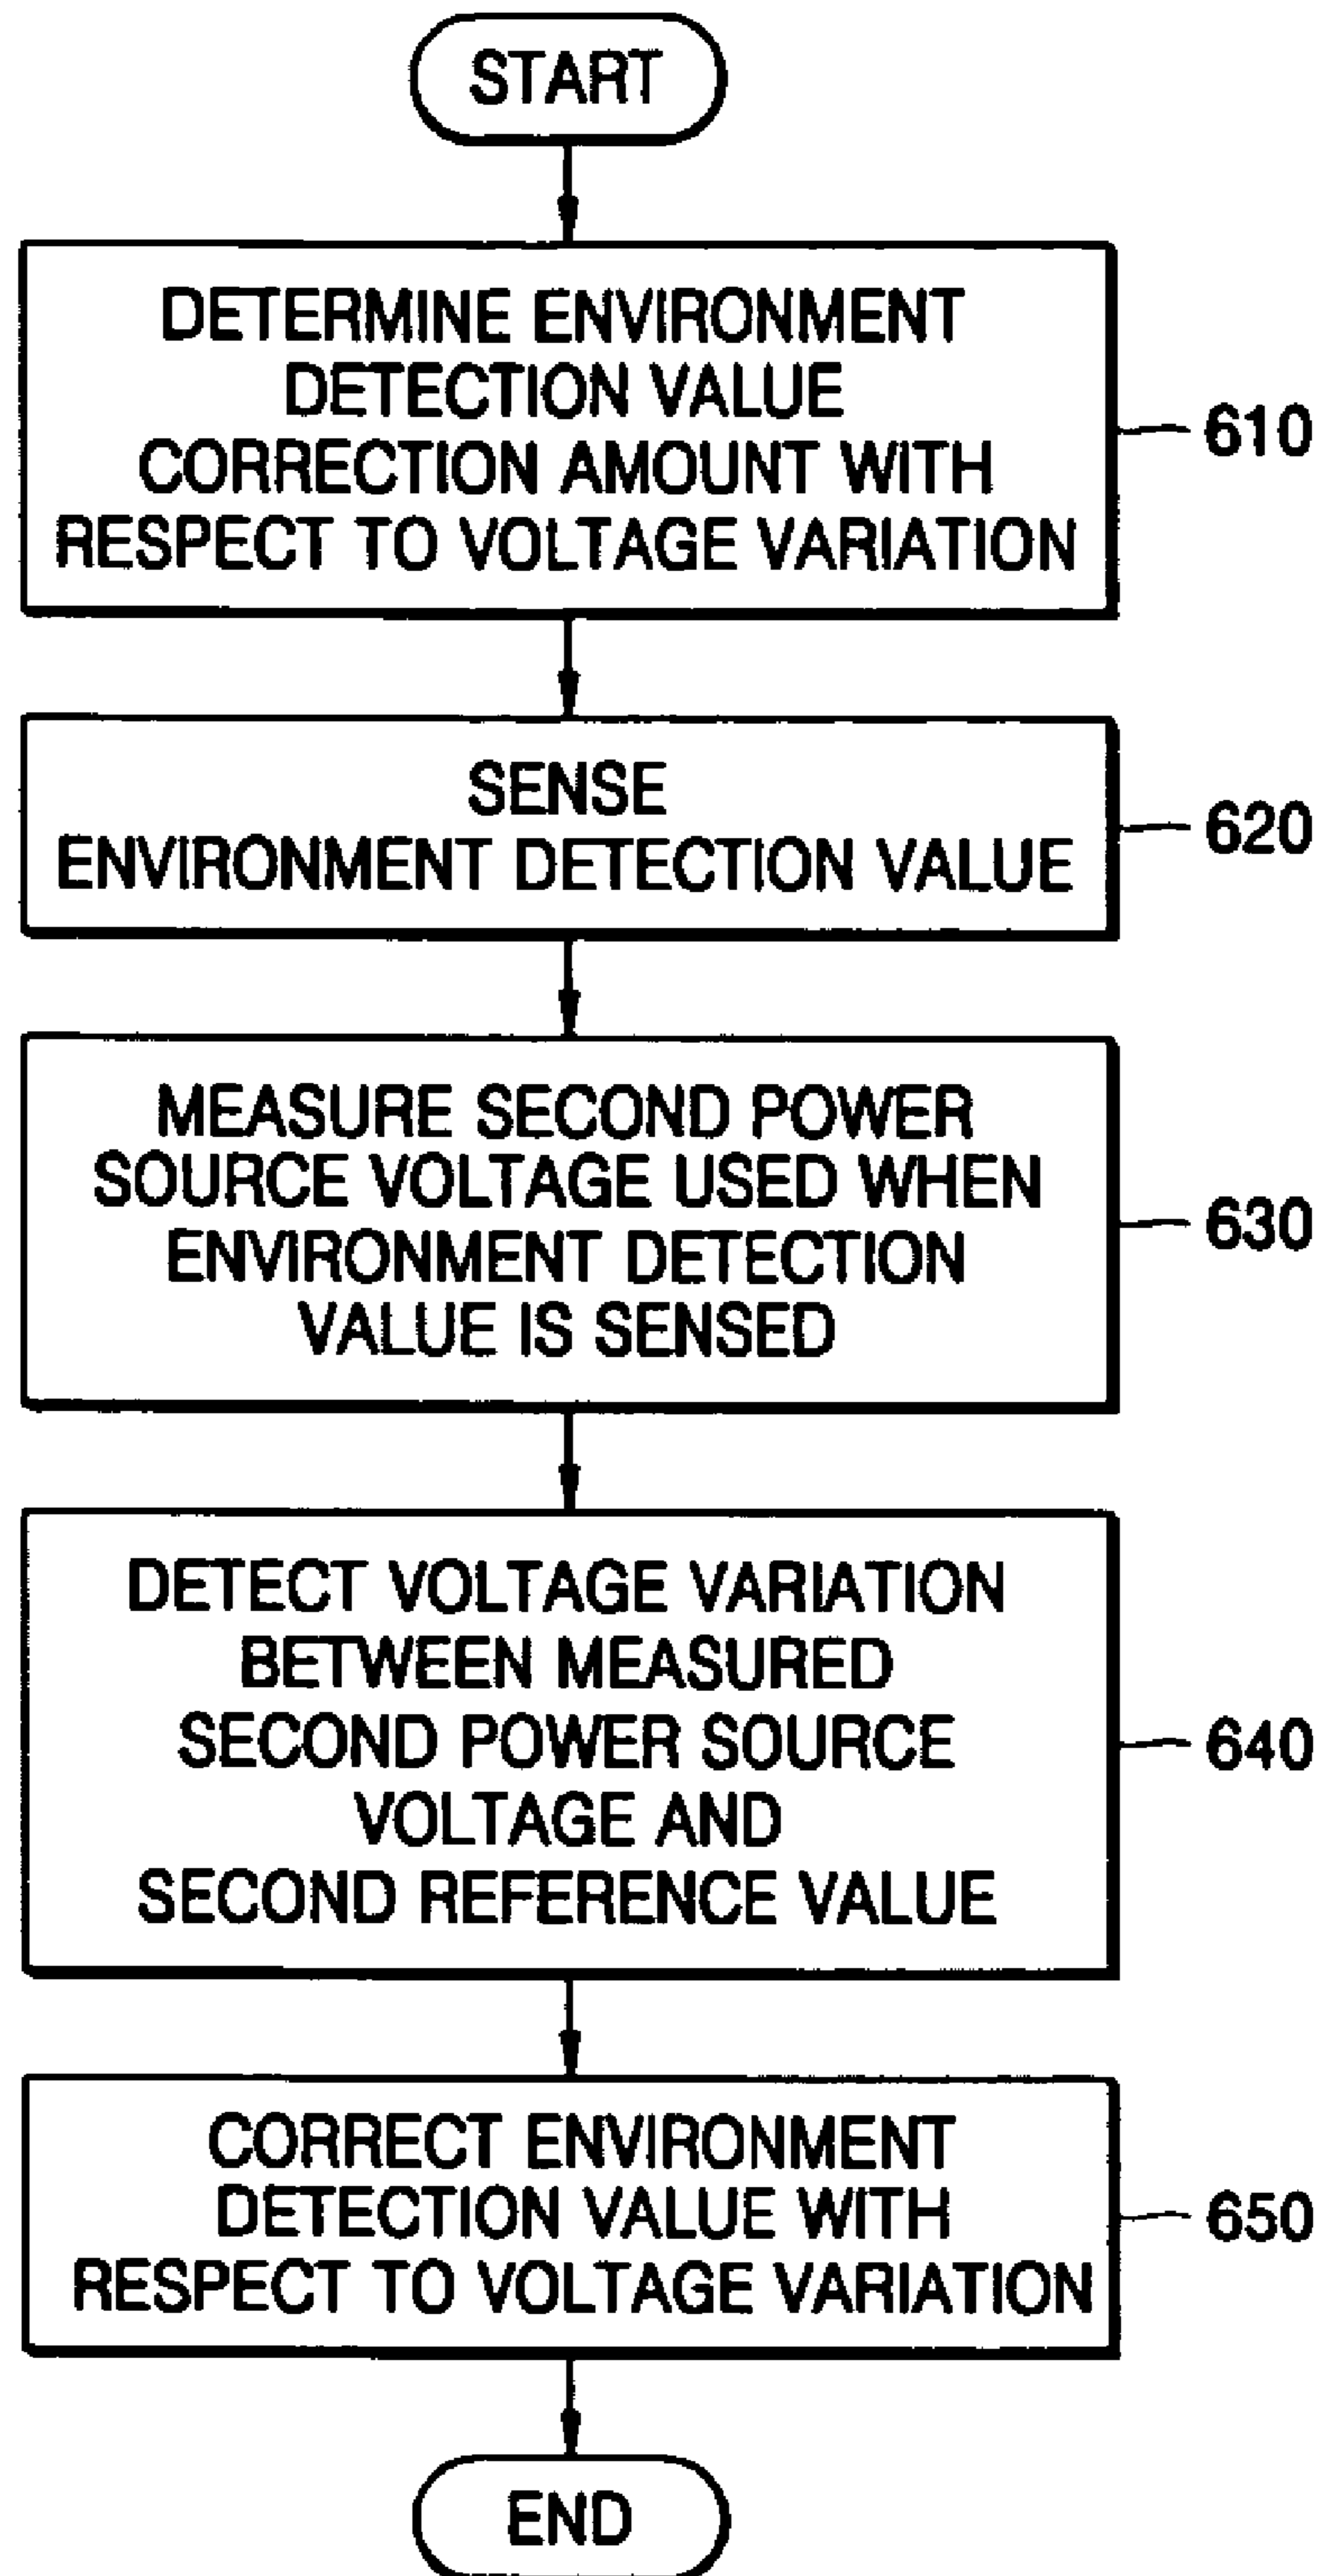 START
DETERMINE ENVIRONMENT
DETECTION VALUE
CORRECTION AMOUNT WITH
RESPECT TO VOLTAGE VARIATION
610
SENSE
ENVIRONMENT DETECTION VALUE
620
MEASURE SECOND POWER
SOURCE VOLTAGE USED WHEN
ENVIRONMENT DETECTION
VALUE IS SENSED
630
DETECT VOLTAGE VARIATION
BETWEEN MEASURED
SECOND POWER SOURCE
VOLTAGE AND
SECOND REFERENCE VALUE
640
CORRECT ENVIRONMENT
DETECTION VALUE WITH
RESPECT TO VOLTAGE VARIATION
650
END